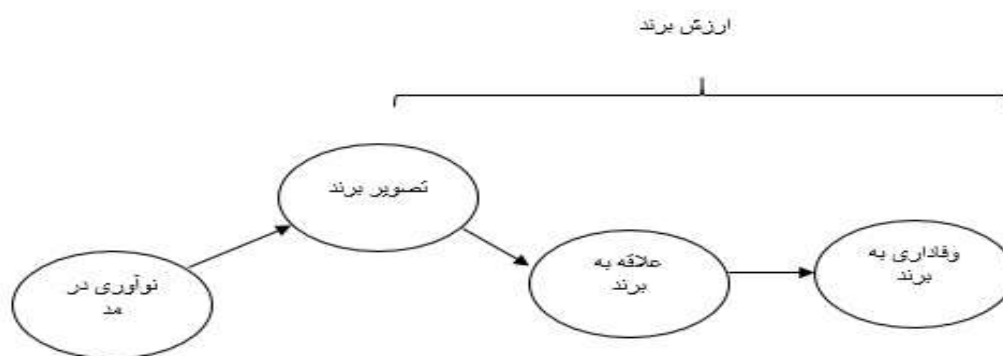 ارزش برند
تصویر برند
علاقه به
برند
وفاداری به
برند
نوآوری در
مد